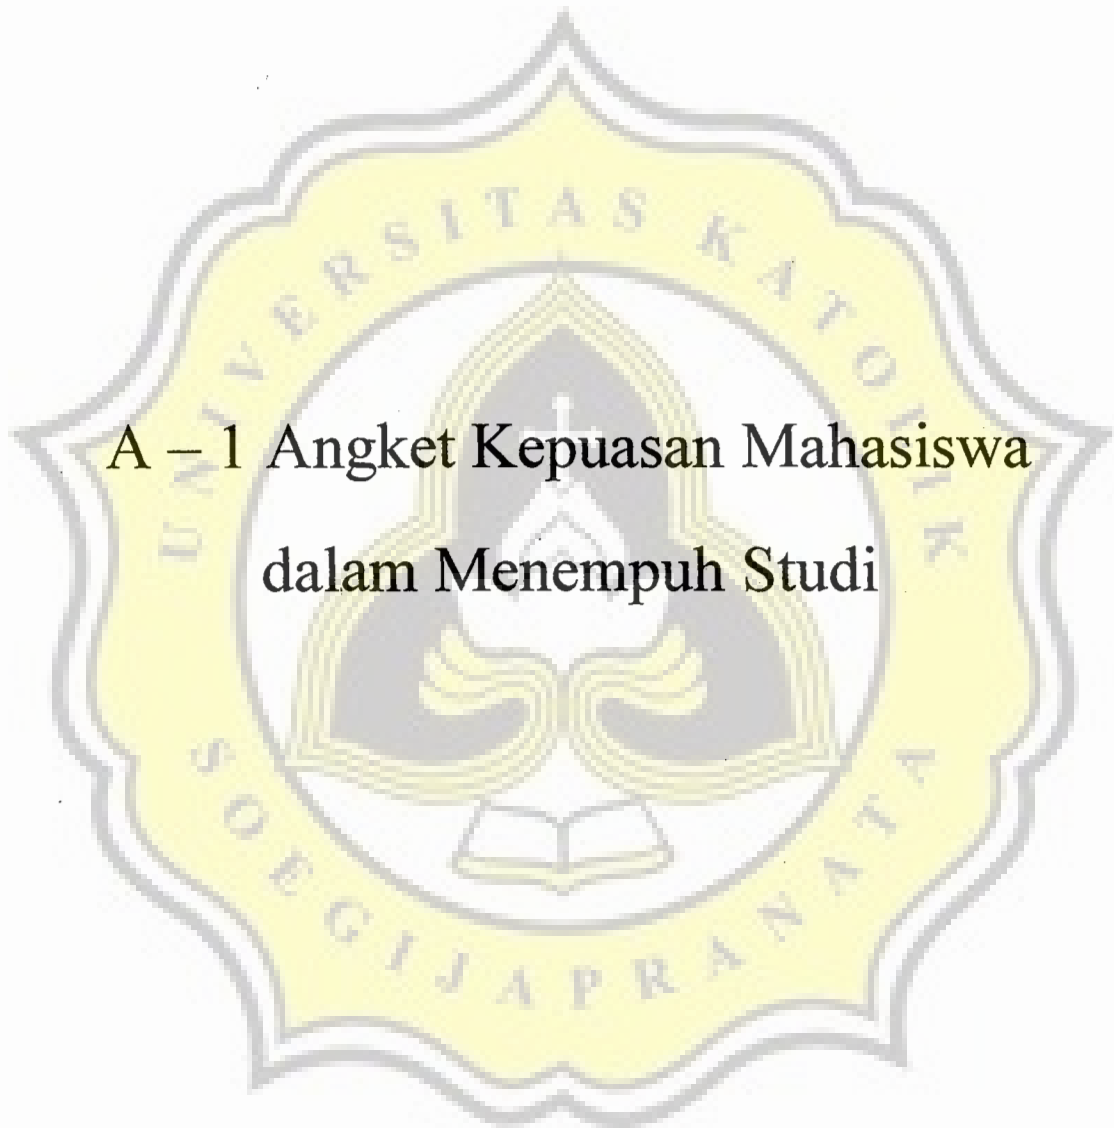 UNIVERSITAS KATOLIK
A – 1 Angket Kepuasan Mahasiswa
dalam Menempuh Studi
SOEGIJAPRANATA